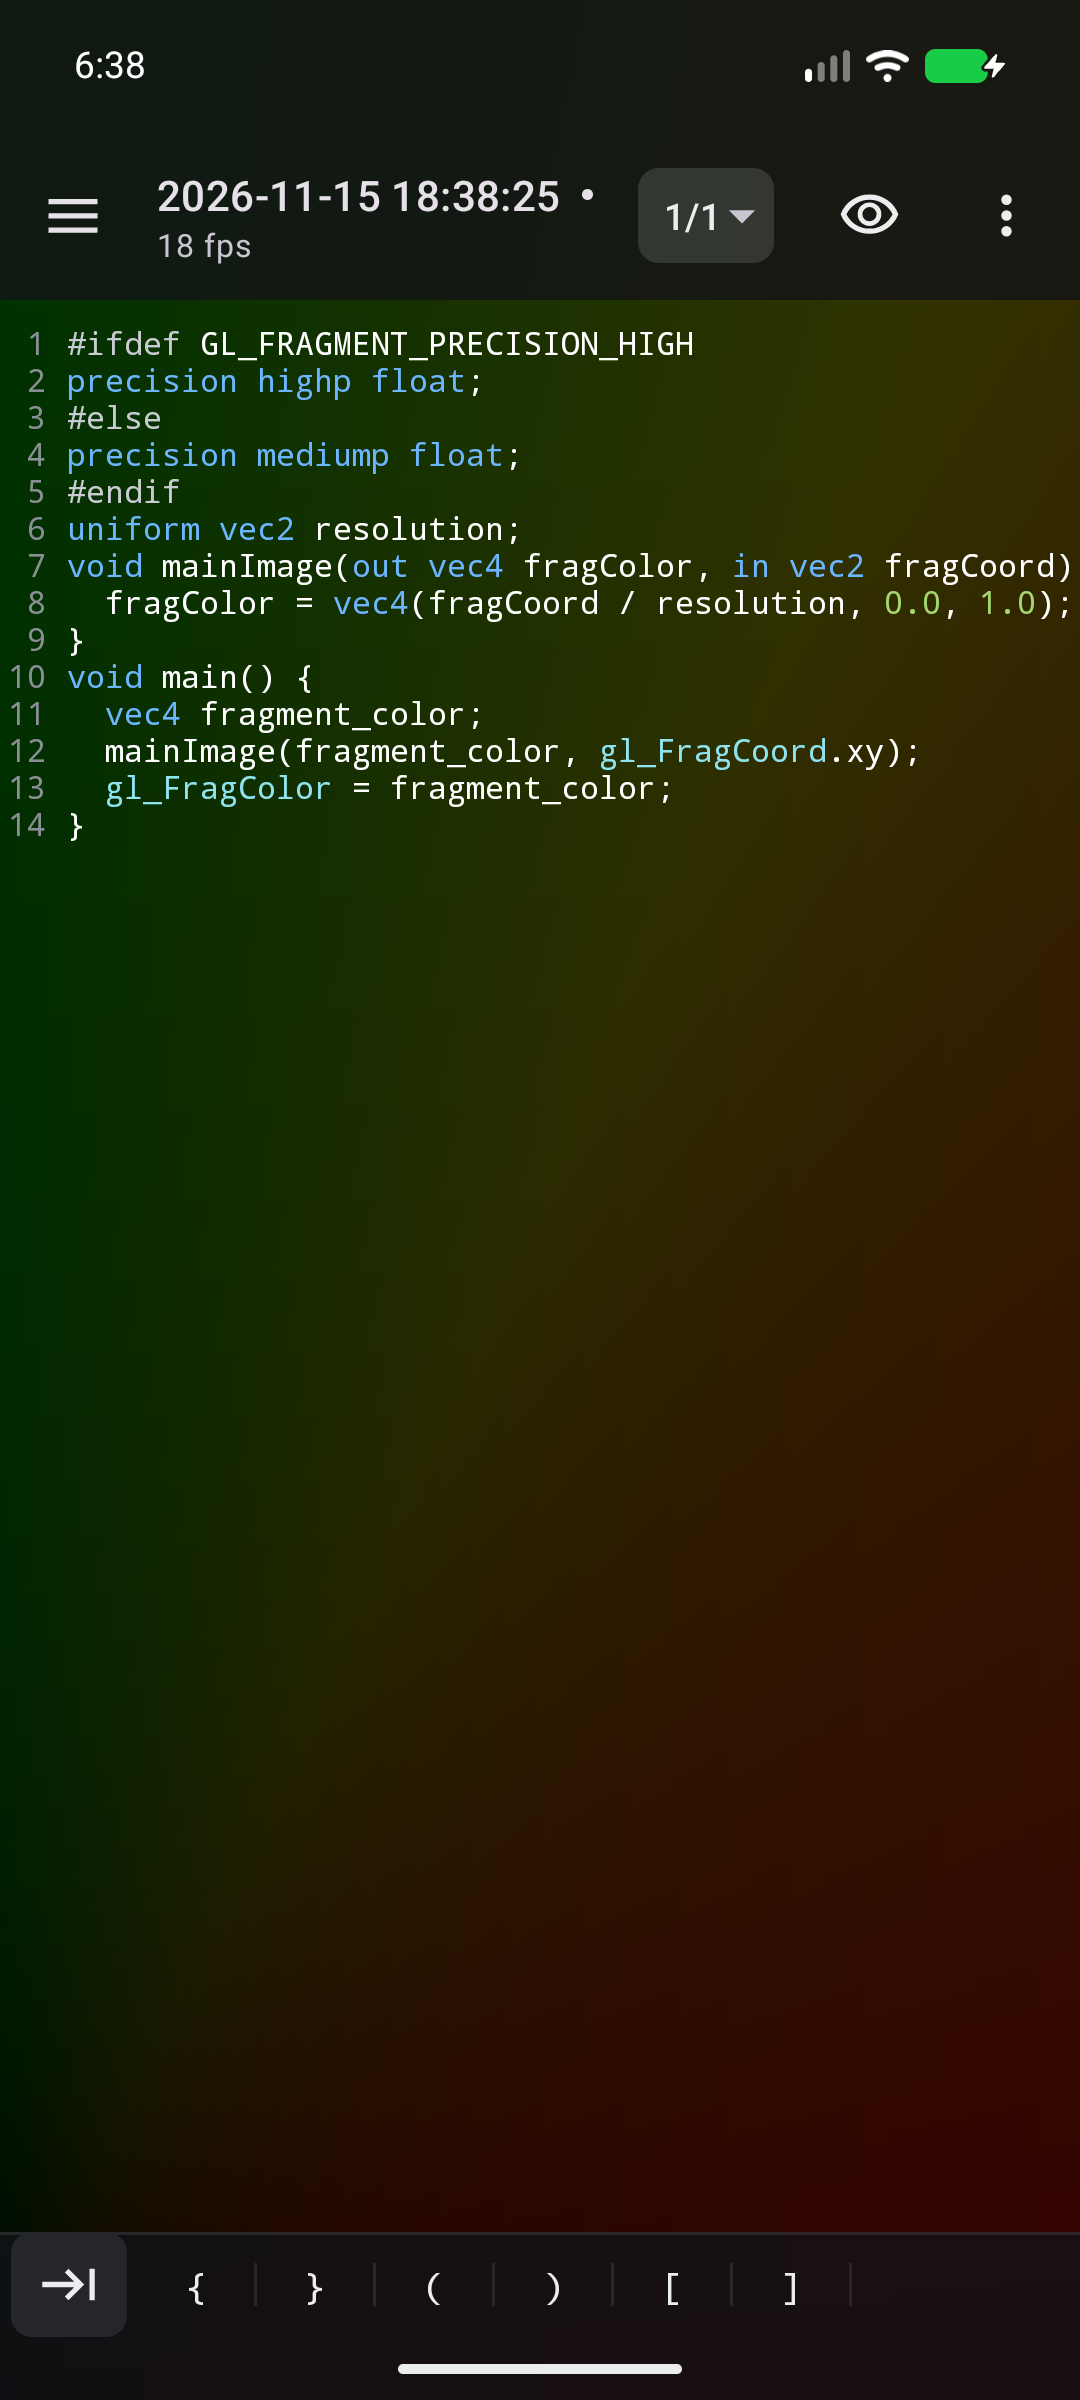 6:38
2026-11-15 18:38:25 •
18 fps
1/1
1 #ifdef GL_FRAGMENT_PRECISION_HIGH
2 precision highp float;
3 #else
4 precision mediump float;
5 #endif
6 uniform vec2 resolution;
7 void mainImage(out vec4 fragColor, in vec2 fragCoord)
8   fragColor = vec4(fragCoord / resolution, 0.0, 1.0);
9 }
10 void main() {
11   vec4 fragment_color;
12   mainImage(fragment_color, gl_FragCoord.xy);
13   gl_FragColor = fragment_color;
14 }
{ } ( ) [ ]